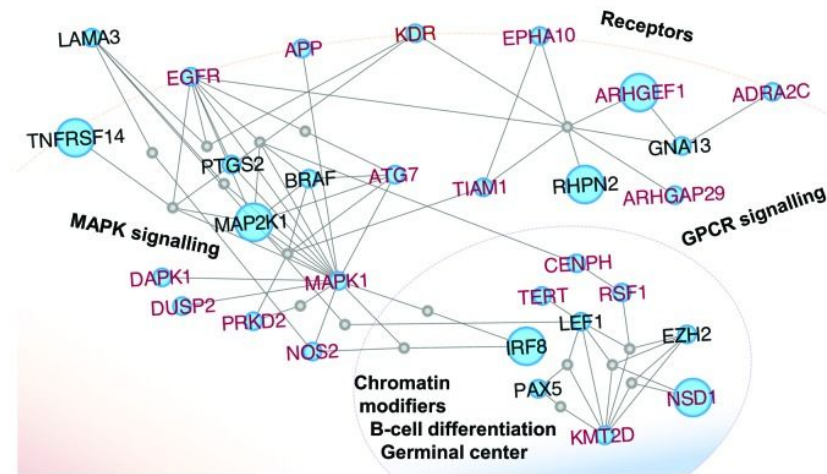 Receptors
LAMA3
APP
KDR
EPHA10
EGFR
ARHGEF1
ADRA2C
TNFRSF14
PTGS2
BRAF
ATG7
TIAM1
RHPN2
GNA13
ARHGAP29
MAP2K1
MAPK signalling
GPCR signalling
DAPK1
MAPK1
CENPH
DUSP2
TERT
RSF1
PRKD2
LEF1
EZH2
NOS2
IRF8
Chromatin
modifiers
PAX5
NSD1
B-cell differentiation
KMT2D
Germinal center